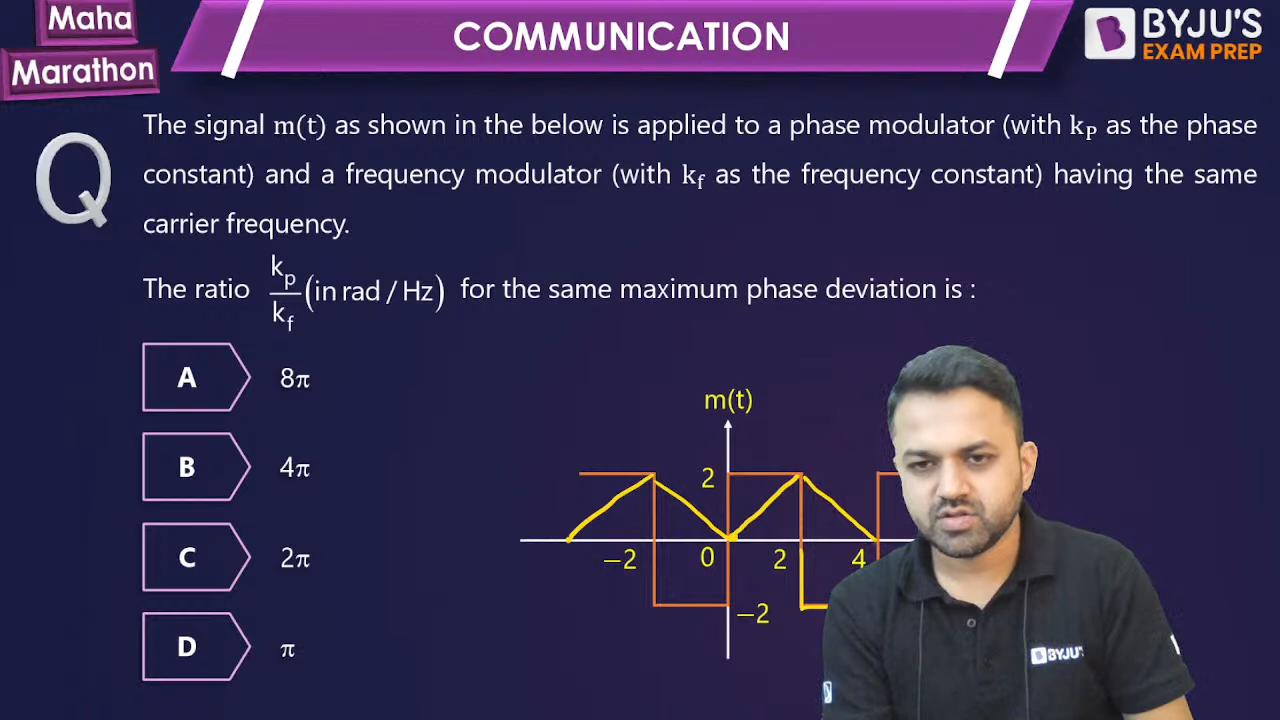 Maha
Marathon
COMMUNICATION
BYJU'S
EXAM PREP
Q
The signal m(t) as shown in the below is applied to a phase modulator (with kₚ as the phase
constant) and a frequency modulator (with k_f as the frequency constant) having the same
carrier frequency.
The ratio kₚ/k_f (in rad / Hz) for the same maximum phase deviation is :
A 8π
B 4π
C 2π
D π
m(t)
2
−2 0 2 4
−2
BYJU'S